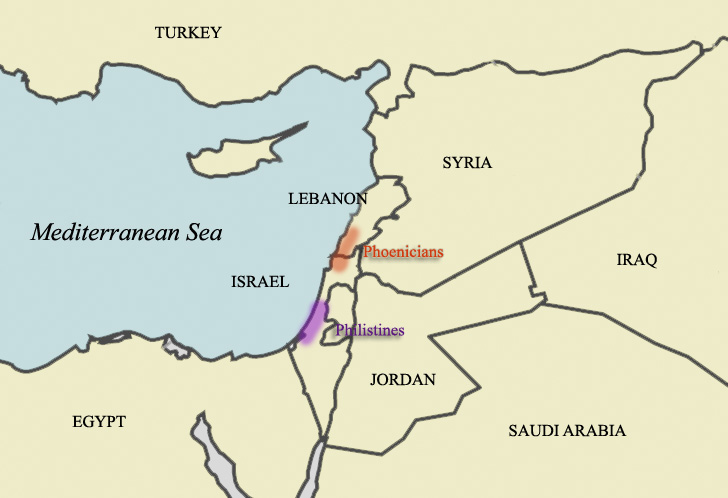 TURKEY
SYRIA
LEBANON
Mediterranean Sea
Phoenicians
IRAQ
ISRAEL
Philistines
JORDAN
EGYPT
SAUDI ARABIA